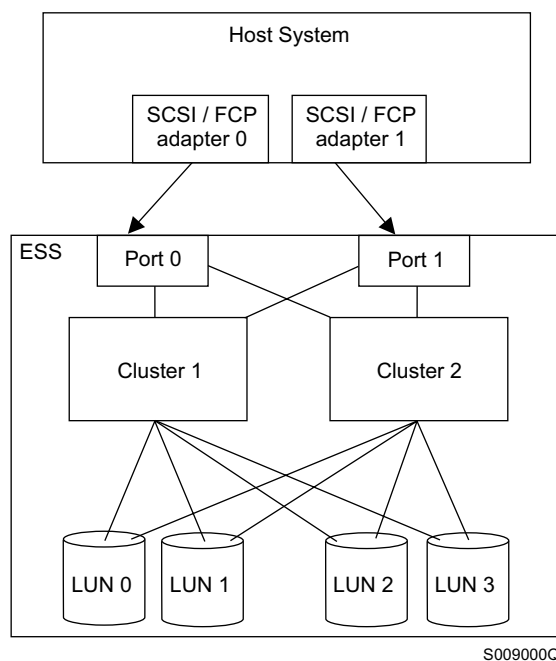 Host System
SCSI / FCP
adapter 0
SCSI / FCP
adapter 1
ESS
Port 0
Port 1
Cluster 1
Cluster 2
LUN 0
LUN 1
LUN 2
LUN 3
S009000Q